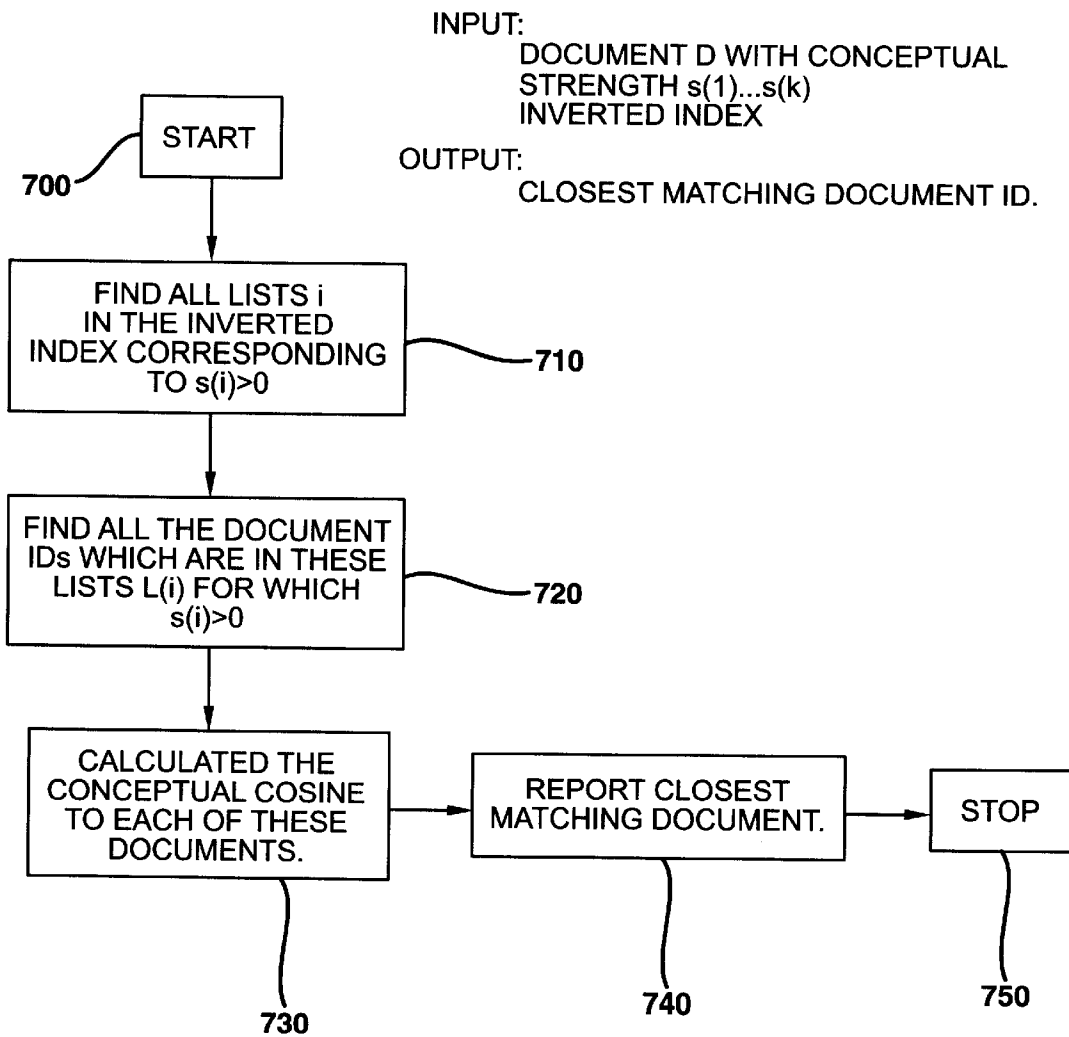 INPUT:
DOCUMENT D WITH CONCEPTUAL
STRENGTH s(1)...s(k)
INVERTED INDEX
OUTPUT:
CLOSEST MATCHING DOCUMENT ID.
START
700
FIND ALL LISTS i
IN THE INVERTED
INDEX CORRESPONDING
TO s(i)>0
710
FIND ALL THE DOCUMENT
IDs WHICH ARE IN THESE
LISTS L(i) FOR WHICH
s(i)>0
720
CALCULATED THE
CONCEPTUAL COSINE
TO EACH OF THESE
DOCUMENTS.
730
REPORT CLOSEST
MATCHING DOCUMENT.
740
STOP
750